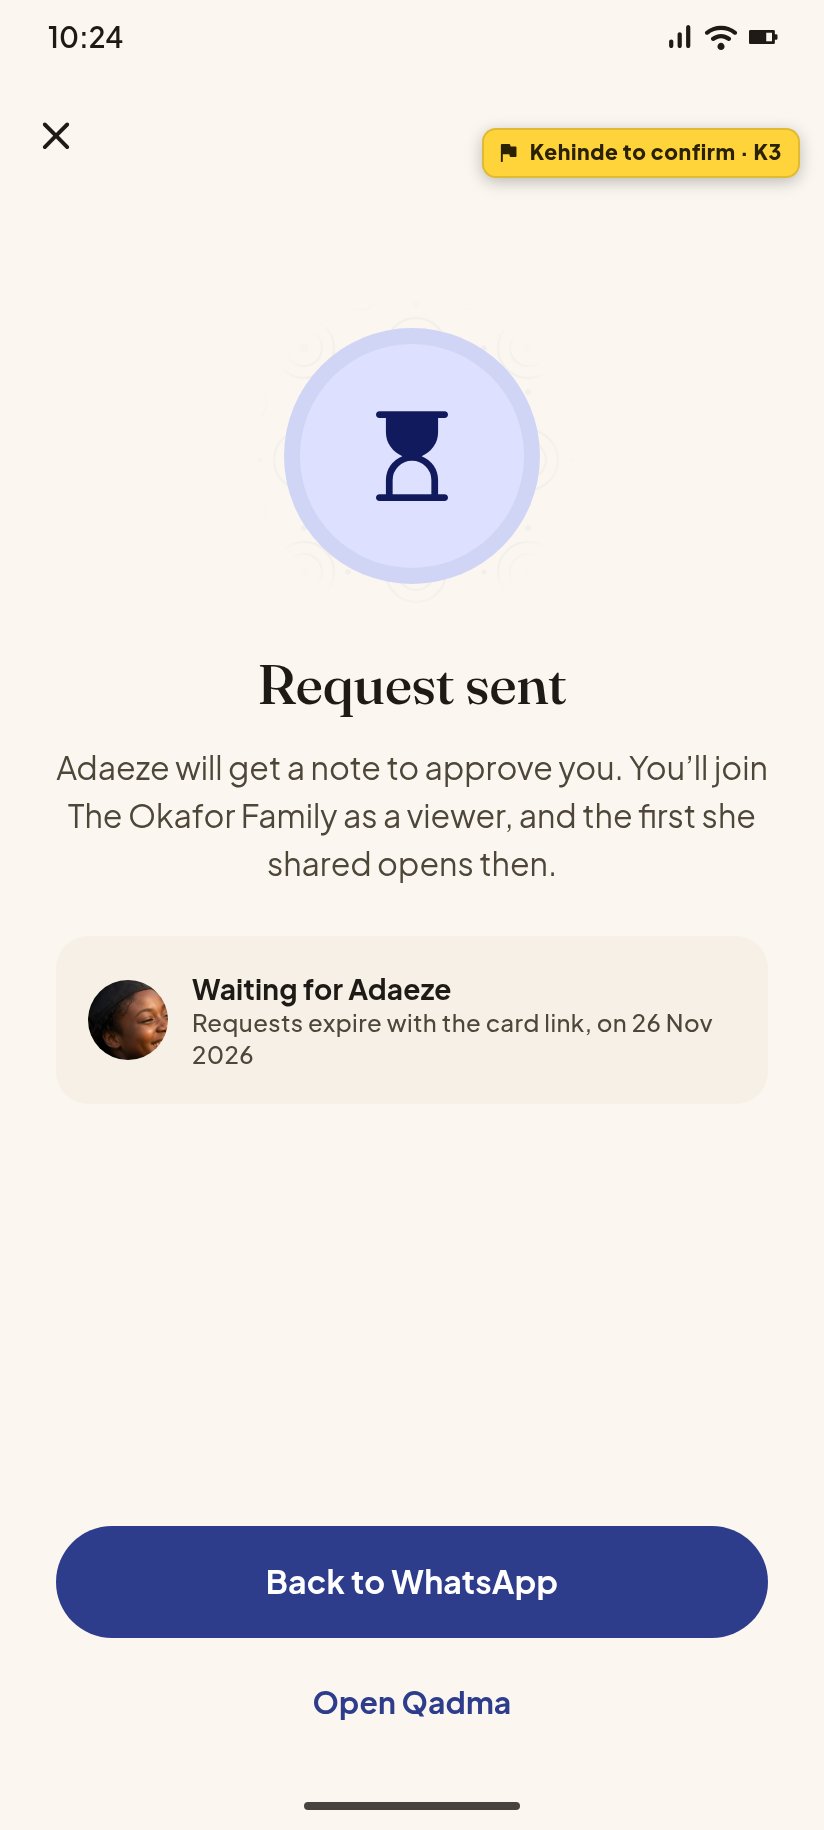 10:24
Kehinde to confirm · K3
Request sent
Adaeze will get a note to approve you. You’ll join
The Okafor Family as a viewer, and the first she
shared opens then.
Waiting for Adaeze
Requests expire with the card link, on 26 Nov
2026
Back to WhatsApp
Open Qadma